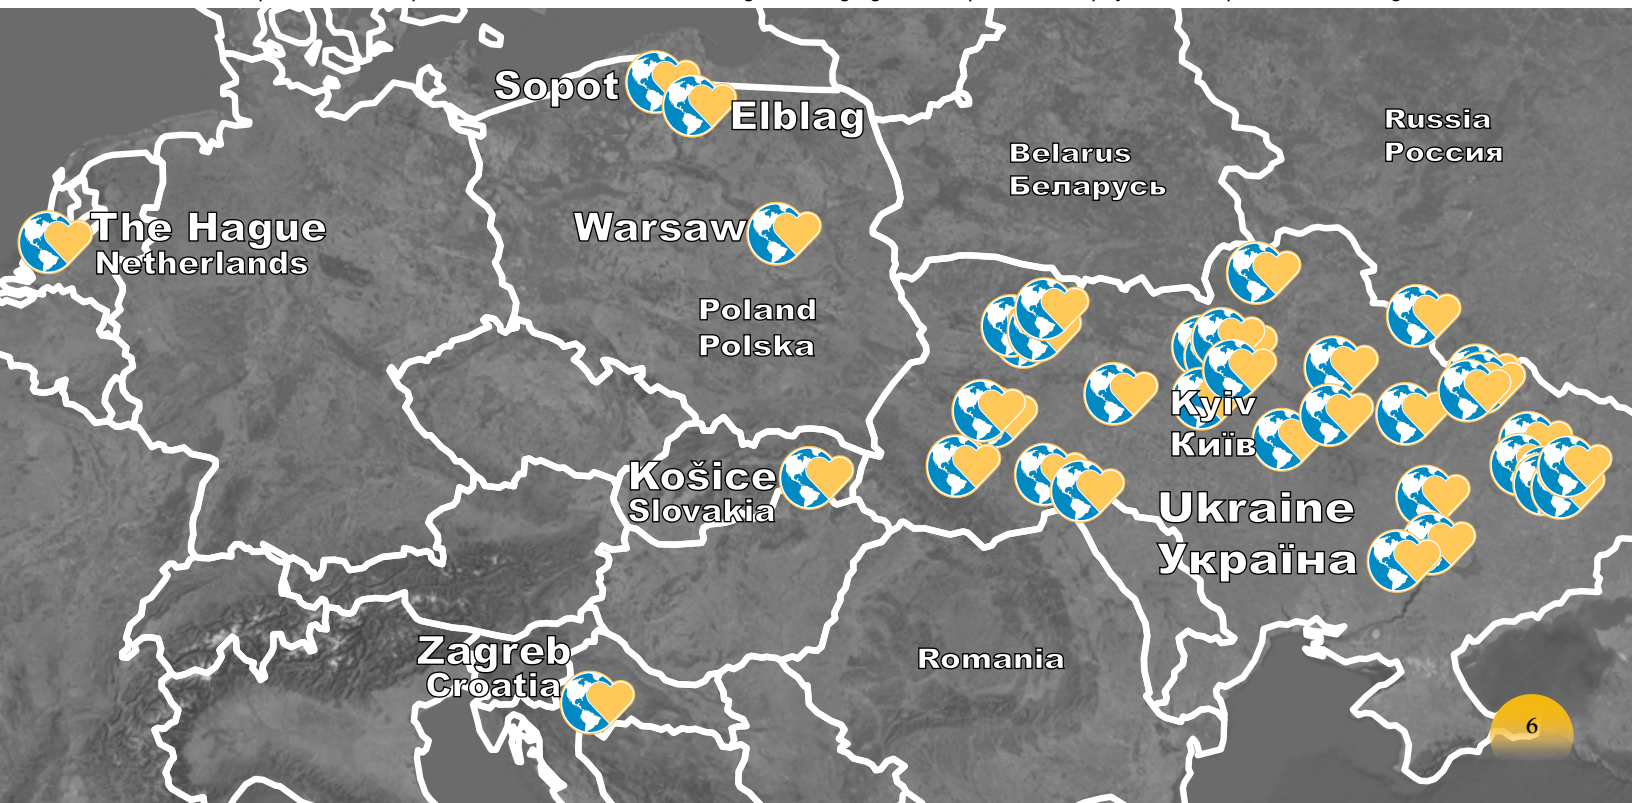 Sopot
Elblag
Russia
Россия
Belarus
Беларусь
The Hague
Netherlands
Warsaw
Poland
Polska
Kyiv
Київ
Košice
Slovakia
Ukraine
Україна
Zagreb
Croatia
Romania
6